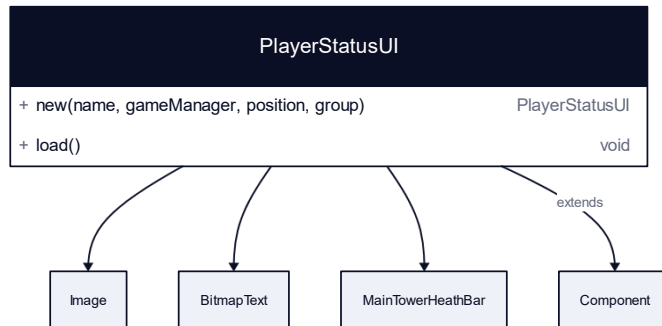 PlayerStatusUI
+ new(name, gameManager, position, group) PlayerStatusUI
+ load() void
extends
Image BitmapText MainTowerHeathBar Component